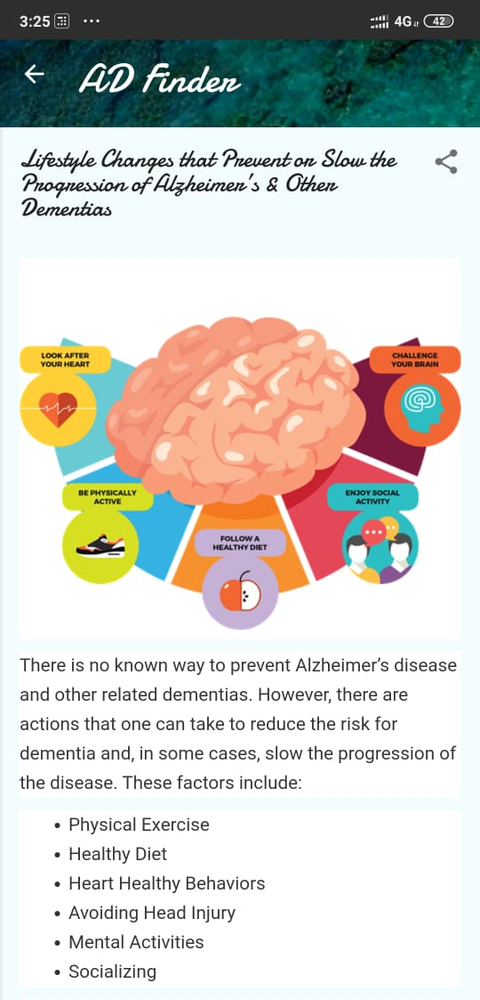 3:25 ...
4G 42
AD Finder
Lifestyle Changes that Prevent or Slow the
Progression of Alzheimer's & Other
Dementias
LOOK AFTER
YOUR HEART
CHALLENGE
YOUR BRAIN
BE PHYSICALLY
ACTIVE
ENJOY SOCIAL
ACTIVITY
FOLLOW A
HEALTHY DIET
There is no known way to prevent Alzheimer’s disease
and other related dementias. However, there are
actions that one can take to reduce the risk for
dementia and, in some cases, slow the progression of
the disease. These factors include:
• Physical Exercise
• Healthy Diet
• Heart Healthy Behaviors
• Avoiding Head Injury
• Mental Activities
• Socializing